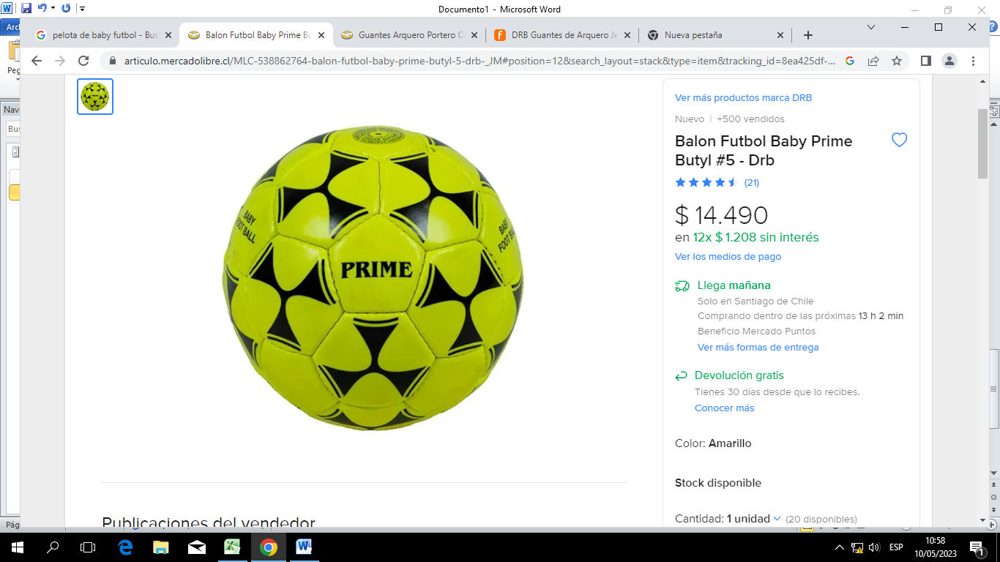 Documento1 - Microsoft Word
Arc
pelota de baby futbol - Bus
Balon Futbol Baby Prime Bu
Guantes Arquero Portero C
DRB Guantes de Arquero Je
Nueva pestaña
articulo.mercadolibre.cl/MLC-538862764-balon-futbol-baby-prime-butyl-5-drb-_JM#position=12&search_layout=stack&type=item&tracking_id=8ea425df-...
Peg
Nav
Bus
BABY
FOOT BALL
PRIME
BABY
FOOT BA
Ver más productos marca DRB
Nuevo | +500 vendidos
Balon Futbol Baby Prime
Butyl #5 - Drb
(21)
$ 14.490
en 12x $ 1.208 sin interés
Ver los medios de pago
Llega mañana
Solo en Santiago de Chile
Comprando dentro de las próximas 13 h 2 min
Beneficio Mercado Puntos
Ver más formas de entrega
Devolución gratis
Tienes 30 días desde que lo recibes.
Conocer más
Color: Amarillo
Stock disponible
Cantidad: 1 unidad (20 disponibles)
Publicaciones del vendedor
Pág
ESP
10:58
10/05/2023
1